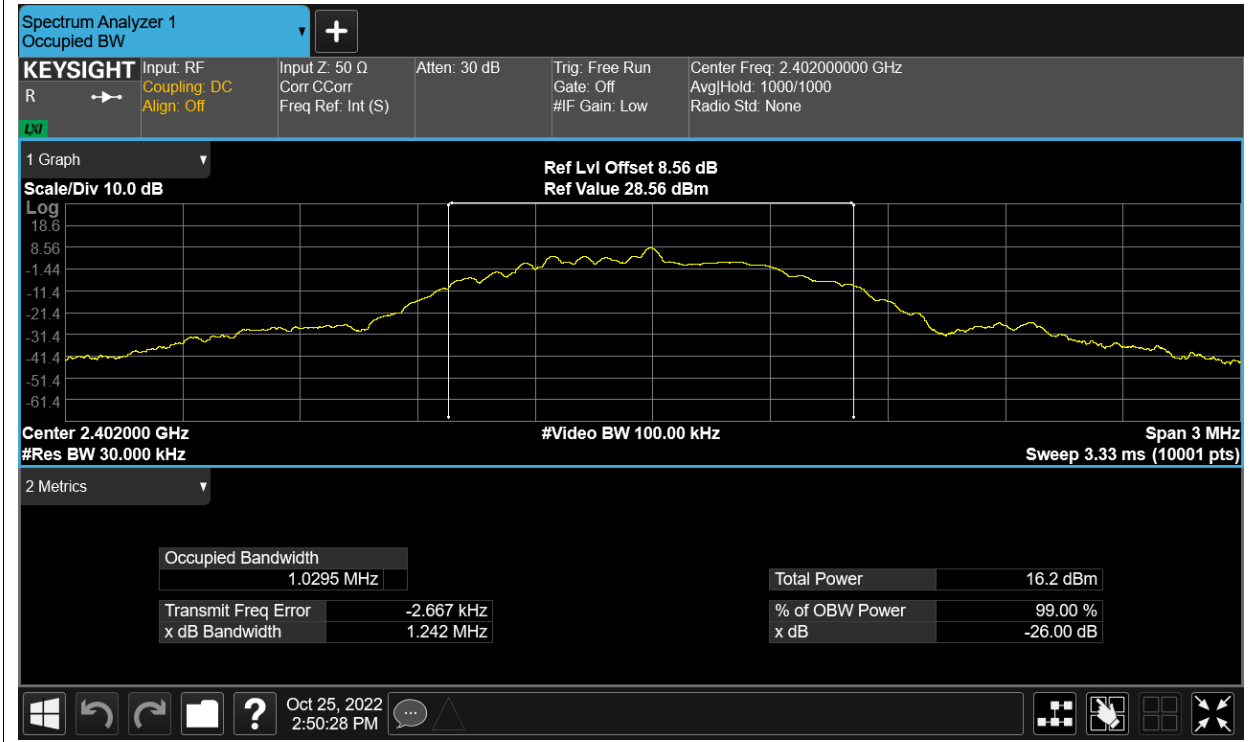 Spectrum Analyzer 1
Occupied BW
KEYSIGHT Input: RF Input Z: 50 Ω Atten: 30 dB Trig: Free Run Center Freq: 2.402000000 GHz
R Coupling: DC Corr CCorr Gate: Off Avg|Hold: 1000/1000
Align: Off Freq Ref: Int (S) #IF Gain: Low Radio Std: None
LXI
1 Graph
Ref Lvl Offset 8.56 dB
Scale/Div 10.0 dB Ref Value 28.56 dBm
Log
18.6
8.56
-1.44
-11.4
-21.4
-31.4
-41.4
-51.4
-61.4
Center 2.402000 GHz #Video BW 100.00 kHz Span 3 MHz
#Res BW 30.000 kHz Sweep 3.33 ms (10001 pts)
2 Metrics
Occupied Bandwidth
1.0295 MHz Total Power 16.2 dBm
Transmit Freq Error -2.667 kHz % of OBW Power 99.00 %
x dB Bandwidth 1.242 MHz x dB -26.00 dB
? Oct 25, 2022
2:50:28 PM